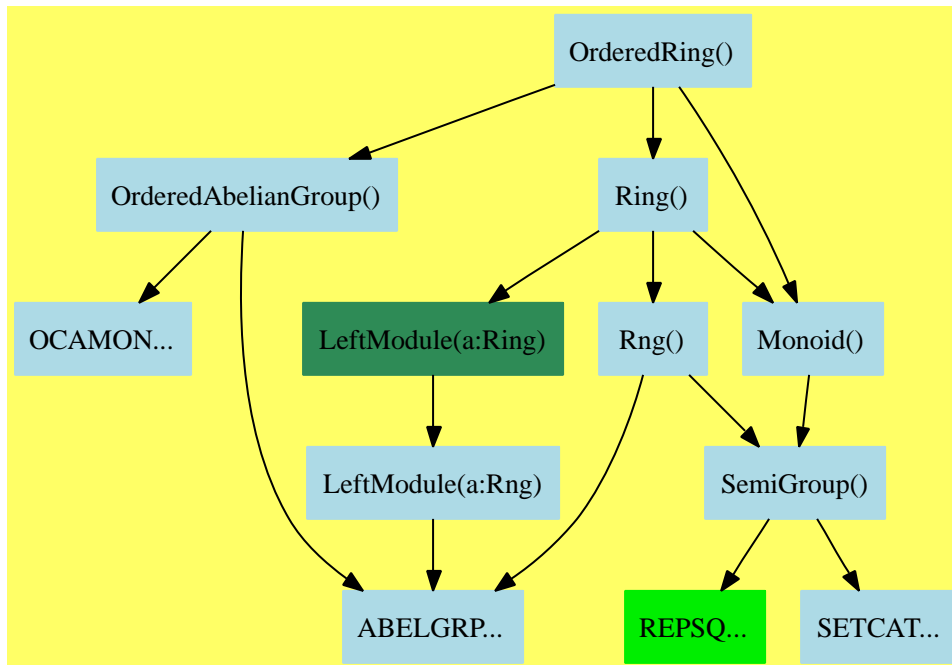 OrderedRing()
OrderedAbelianGroup()
Ring()
OCAMON...
LeftModule(a:Ring)
Rng()
Monoid()
LeftModule(a:Rng)
SemiGroup()
ABELGRP...
REPSQ...
SETCAT...